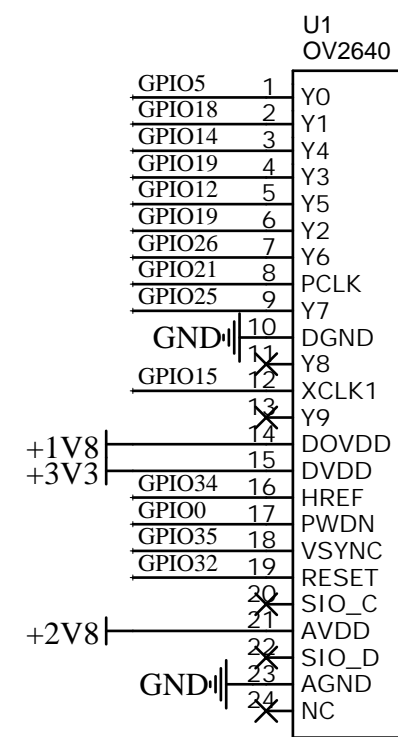 U1
OV2640
GPIO5 1 Y0
GPIO18 2 Y1
GPIO14 3 Y4
GPIO19 4 Y3
GPIO12 5 Y5
GPIO19 6 Y2
GPIO26 7 Y6
GPIO21 8 PCLK
GPIO25 9 Y7
GND 10 DGND
11 Y8
GPIO15 12 XCLK1
13 Y9
+1V8 14 DOVDD
+3V3 15 DVDD
GPIO34 16 HREF
GPIO0 17 PWDN
GPIO35 18 VSYNC
GPIO32 19 RESET
20 SIO_C
+2V8 21 AVDD
22 SIO_D
GND 23 AGND
24 NC